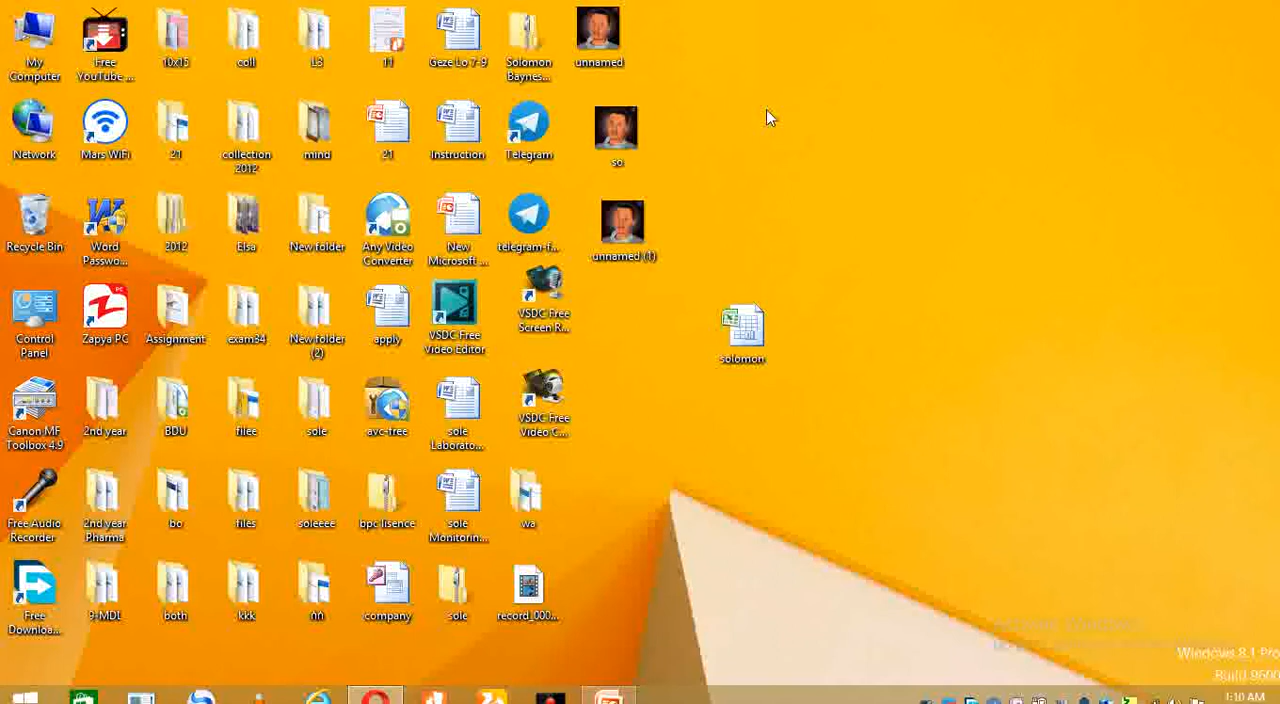 My Computer
Free YouTube ...
10x15
coll
L3
11
Geze Lo 7-9
Solomon Baynes...
unnamed
Network
Mars WiFi
21
collection 2012
mind
21
Instruction
Telegram
so
Recycle Bin
Word Passwo...
2012
Elsa
New folder
Any Video Converter
New Microsoft ...
telegram-f...
unnamed (1)
Control Panel
Zapya PC
Assignment
exam34
New folder (2)
apply
VSDC Free Video Editor
VSDC Free Screen R...
solomon
Canon MF Toolbox 4.9
2nd year
BDU
filee
sole
avc-free
sole Laborato...
VSDC Free Video C...
Free Audio Recorder
2nd year Pharma
bo
files
soleeee
bpc lisence
sole Monitorin...
wa
Free Downloa...
9-MDL
both
kkk
company
sole
record_000...
Windows 8.1 Pro
Build 9600
1:10 AM